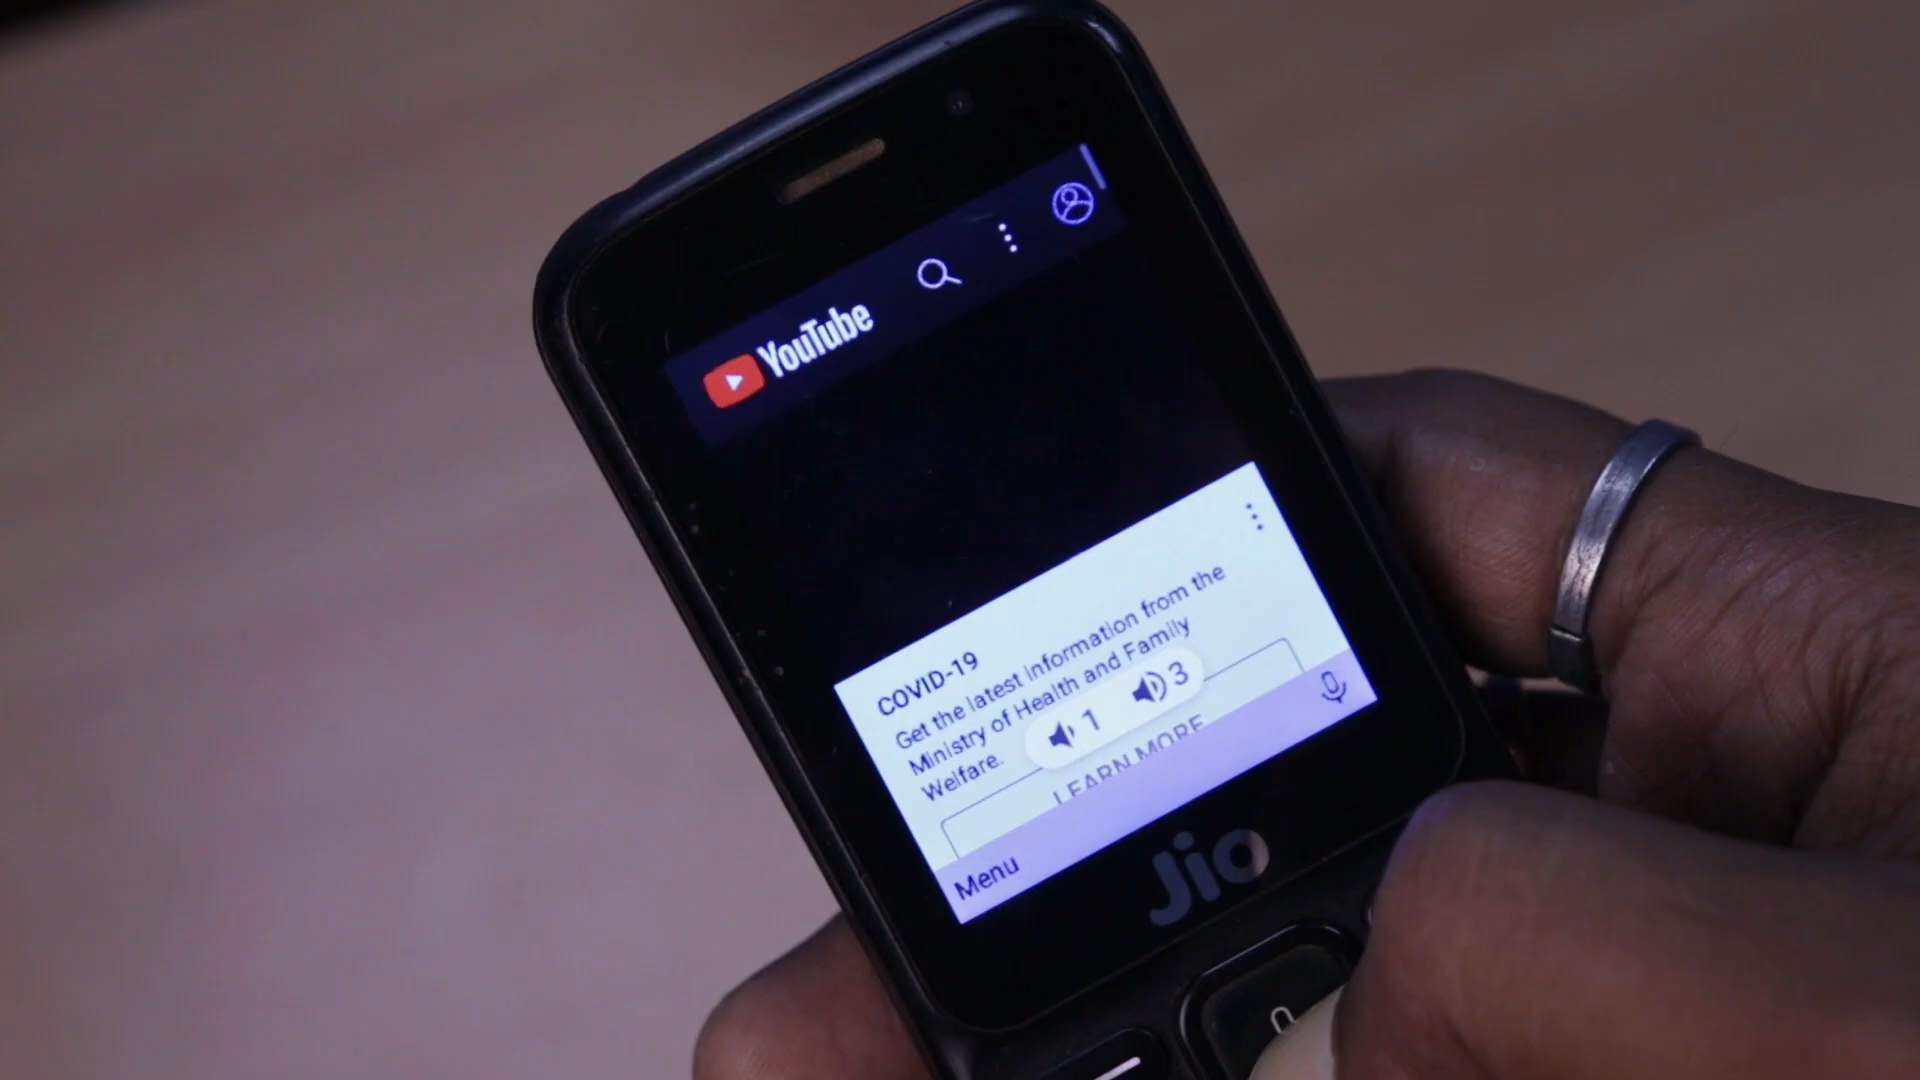 YouTube
COVID-19
Get the latest information from the
Ministry of Health and Family
Welfare.
1 3
LEARN MORE
Menu
Jio